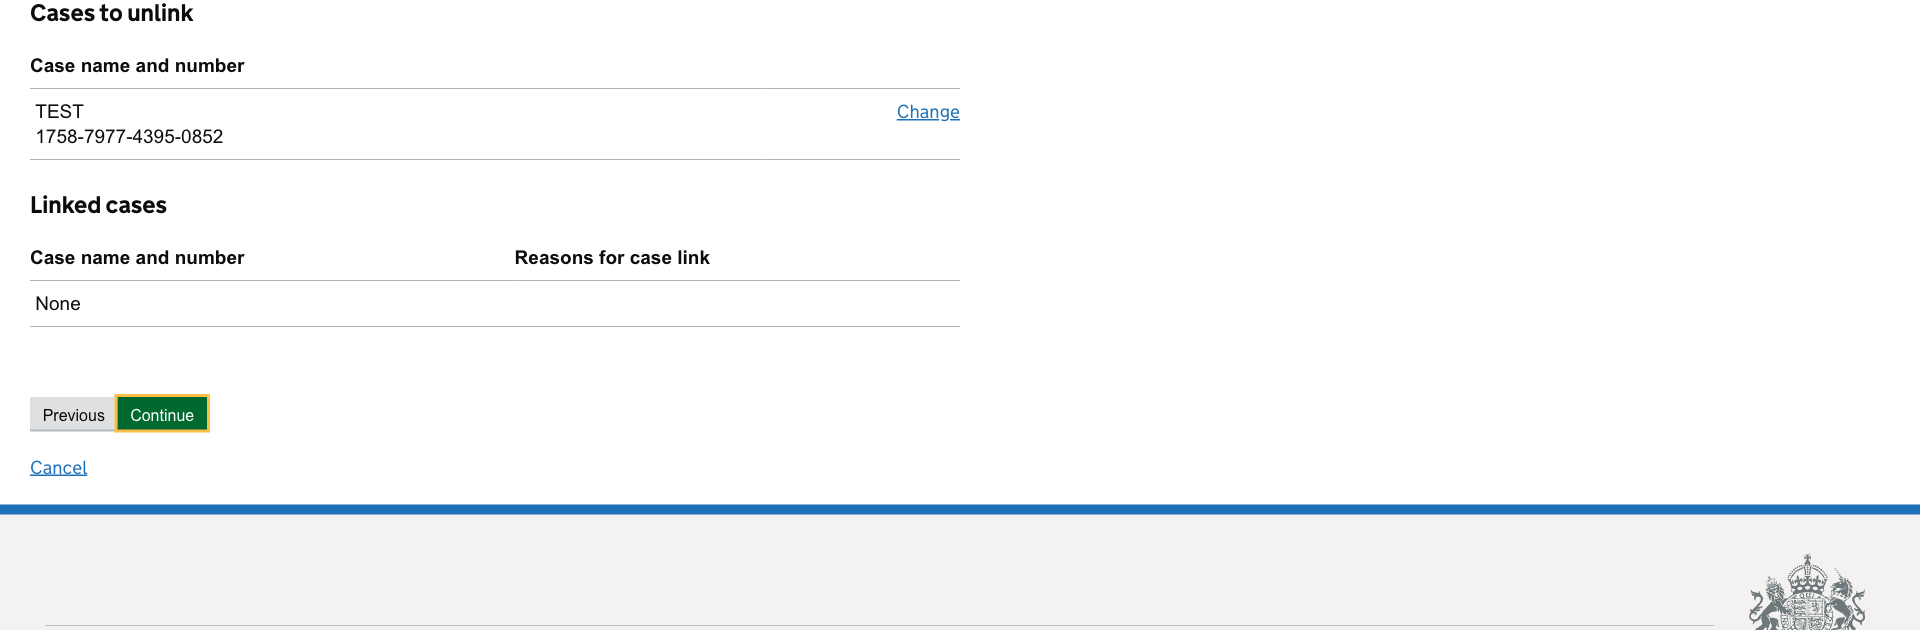 Cases to unlink
Case name and number
TEST
Change
1758-7977-4395-0852
Linked cases
Case name and number
Reasons for case link
None
Previous
Continue
Cancel